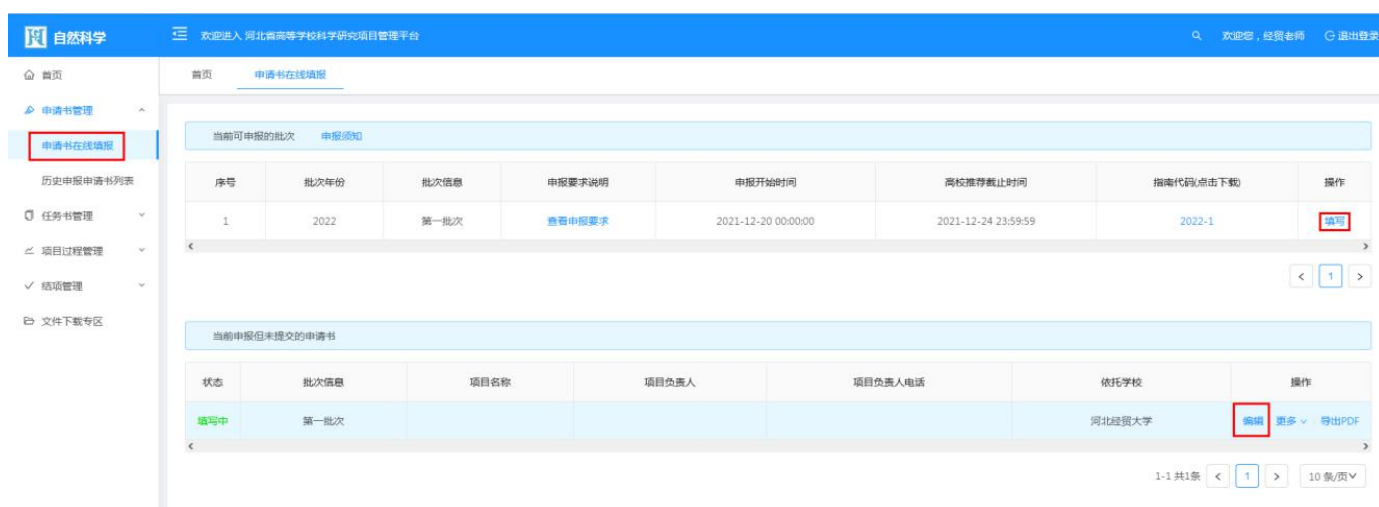 自然科学
欢迎进入 河北省高等学校科学研究项目管理平台
欢迎您，经贸老师 退出登录
首页
申请书管理
申请书在线填报
历史申报申请书列表
任务书管理
项目过程管理
结项管理
文件下载专区
首页 申请书在线填报
当前可申报的批次 申报须知
序号 批次年份 批次信息 申报要求说明 申报开始时间 高校推荐截止时间 指南代码(点击下载) 操作
1 2022 第一批次 查看申报要求 2021-12-20 00:00:00 2021-12-24 23:59:59 2022-1 填写
< 1 >
当前申报但未提交的申请书
状态 批次信息 项目名称 项目负责人 项目负责人电话 依托学校 操作
填写中 第一批次 河北经贸大学 编辑 更多 导出PDF
1-1 共1条 < 1 > 10 条/页